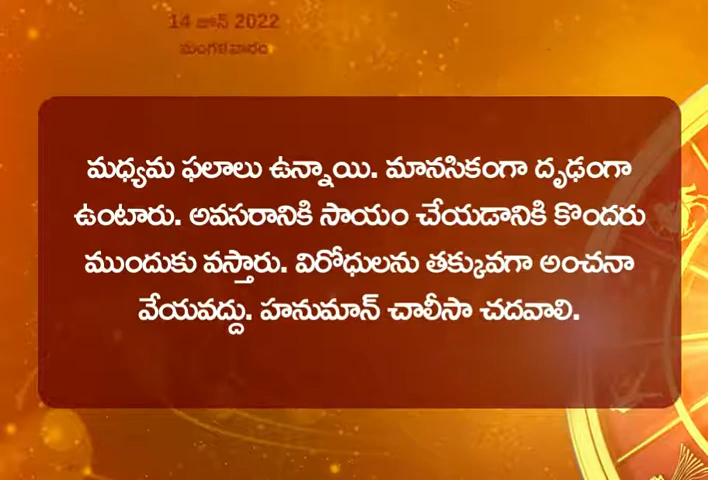 14 జూన్ 2022
మంగళవారం
మధ్యమ ఫలాలు ఉన్నాయి. మానసికంగా దృఢంగా
ఉంటారు. అవసరానికి సాయం చేయడానికి కొందరు
ముందుకు వస్తారు. విరోధులను తక్కువగా అంచనా
వేయవద్దు. హనుమాన్ చాలీసా చదవాలి.